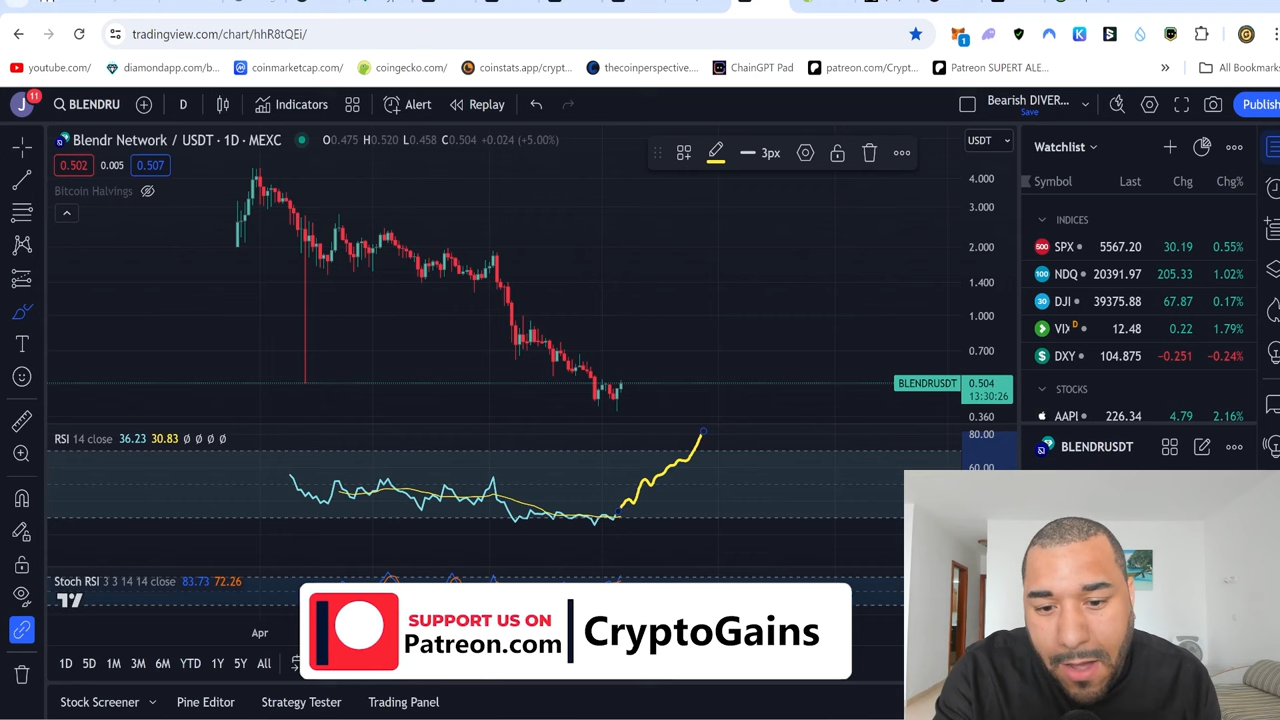 tradingview.com/chart/hhR8tQEi/
1
youtube.com/ diamondapp.com/b... coinmarketcap.com/ coingecko.com/ coinstats.app/crypt... thecoinperspective.... ChainGPT Pad patreon.com/Crypt... Patreon SUPERT ALE... » All Bookmarks
J 11 BLENDRU D Indicators Alert Replay Bearish DIVER... Save Publish
Blendr Network / USDT · 1D · MEXC O0.475 H0.520 L0.458 C0.504 +0.024 (+5.00%)
0.502 0.005 0.507
Bitcoin Halvings
3px
USDT
4.000
3.000
2.000
1.400
1.000
0.700
BLENDRUSDT 0.504
13:30:26
0.360
RSI 14 close 36.23 30.83 Ø Ø Ø Ø
80.00
60.00
Stoch RSI 3 3 14 14 close 83.73 72.26
Apr
1D 5D 1M 3M 6M YTD 1Y 5Y All
Stock Screener Pine Editor Strategy Tester Trading Panel
Watchlist
Symbol Last Chg Chg%
INDICES
500 SPX 5567.20 30.19 0.55%
100 NDQ 20391.97 205.33 1.02%
30 DJI 39375.88 67.87 0.17%
VIX D 12.48 0.22 1.79%
$ DXY 104.875 −0.251 −0.24%
STOCKS
AAPL 226.34 4.79 2.16%
BLENDRUSDT
SUPPORT US ON
Patreon.com
CryptoGains